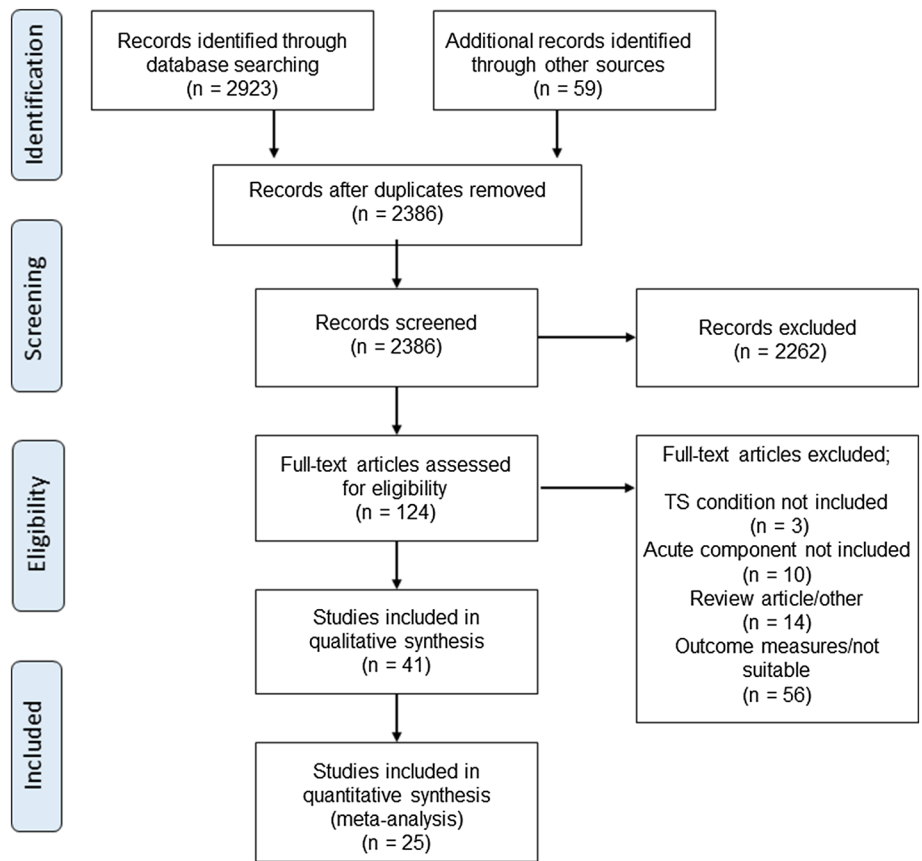 Identification
Records identified through
database searching
(n = 2923)
Additional records identified
through other sources
(n = 59)
Records after duplicates removed
(n = 2386)
Screening
Records screened
(n = 2386)
Records excluded
(n = 2262)
Eligibility
Full-text articles assessed
for eligibility
(n = 124)
Full-text articles excluded;
TS condition not included
(n = 3)
Acute component not included
(n = 10)
Review article/other
(n = 14)
Outcome measures/not
suitable
(n = 56)
Studies included in
qualitative synthesis
(n = 41)
Included
Studies included in
quantitative synthesis
(meta-analysis)
(n = 25)